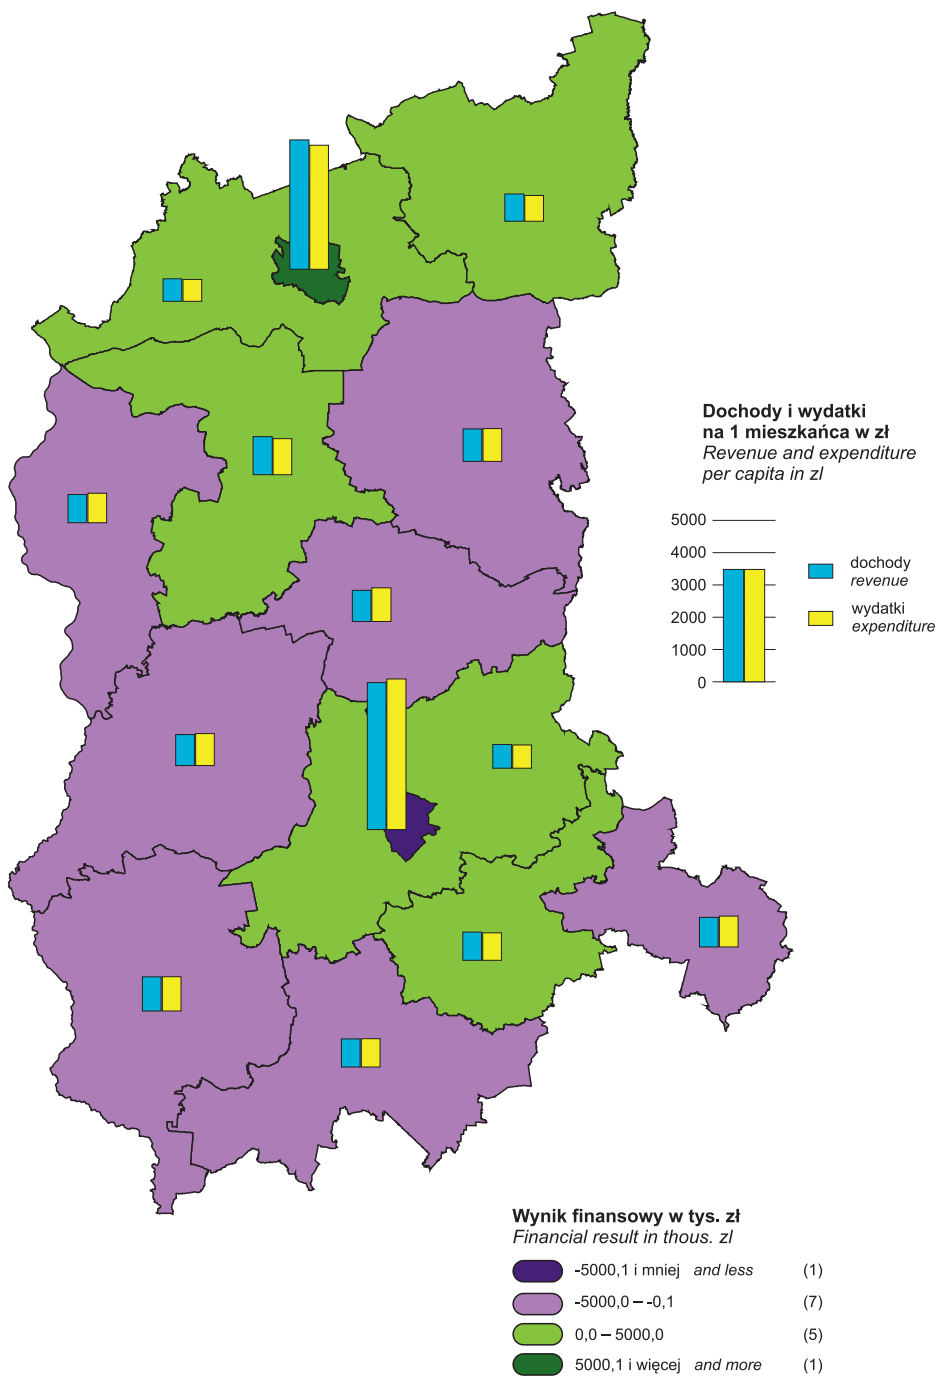 Dochody i wydatki
na 1 mieszkańca w zł
Revenue and expenditure
per capita in zl
5000
4000
3000
2000
1000
0
dochody
revenue
wydatki
expenditure
Wynik finansowy w tys. zł
Financial result in thous. zl
-5000,1 i mniej and less (1)
-5000,0 – -0,1 (7)
0,0 – 5000,0 (5)
5000,1 i więcej and more (1)